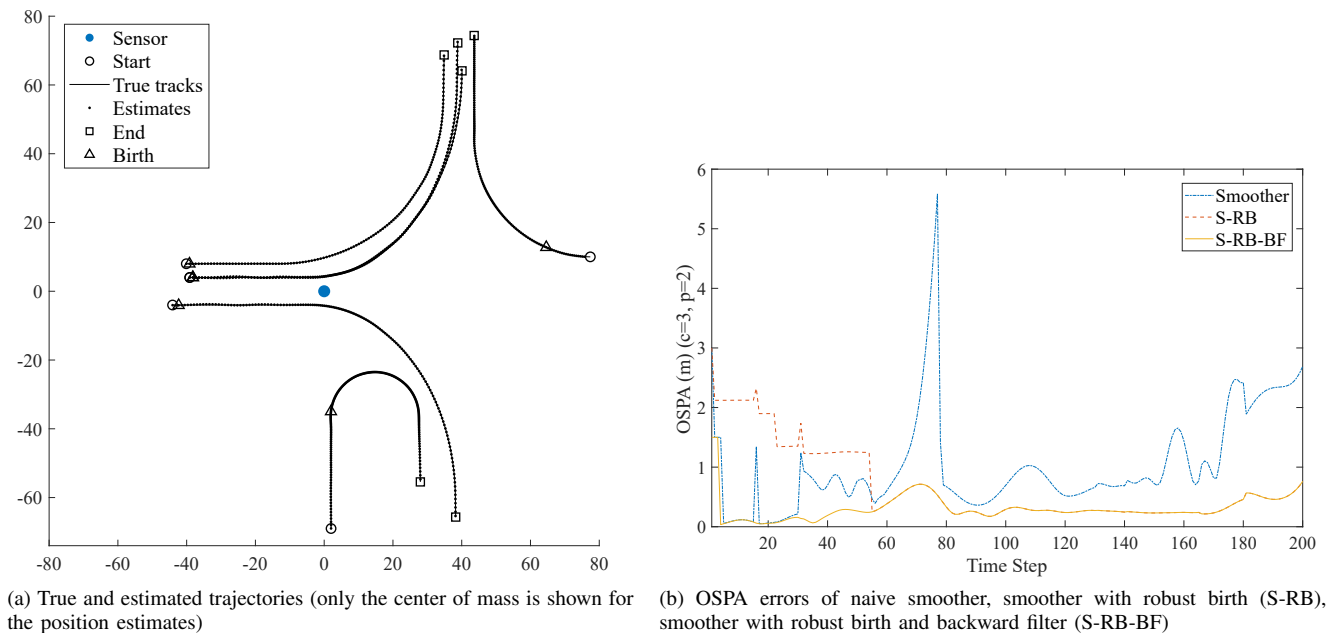 80
60
40
20
0
-20
-40
-60
-80
-60
-40
-20
0
20
40
60
80
Sensor
Start
True tracks
Estimates
End
Birth
(a) True and estimated trajectories (only the center of mass is shown for
the position estimates)
OSPA (m) (c=3, p=2)
6
5
4
3
2
1
0
20
40
60
80
100
120
140
160
180
200
Time Step
Smoother
S-RB
S-RB-BF
(b) OSPA errors of naive smoother, smoother with robust birth (S-RB),
smoother with robust birth and backward filter (S-RB-BF)